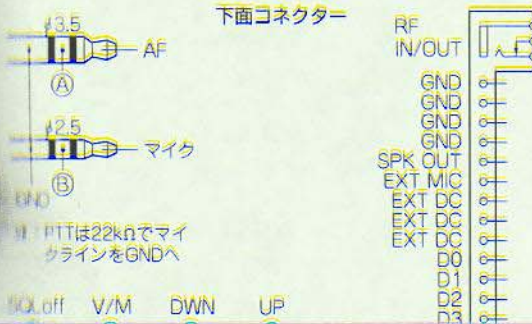 下面コネクター
φ3.5
AF
A
φ2.5
マイク
B
GND
PTTは22kΩでマイ
クラインをGNDへ
SQL off V/M DWN UP
RF
IN/OUT
GND
GND
GND
GND
SPK OUT
EXT MIC
EXT DC
EXT DC
EXT DC
D0
D1
D2
D3